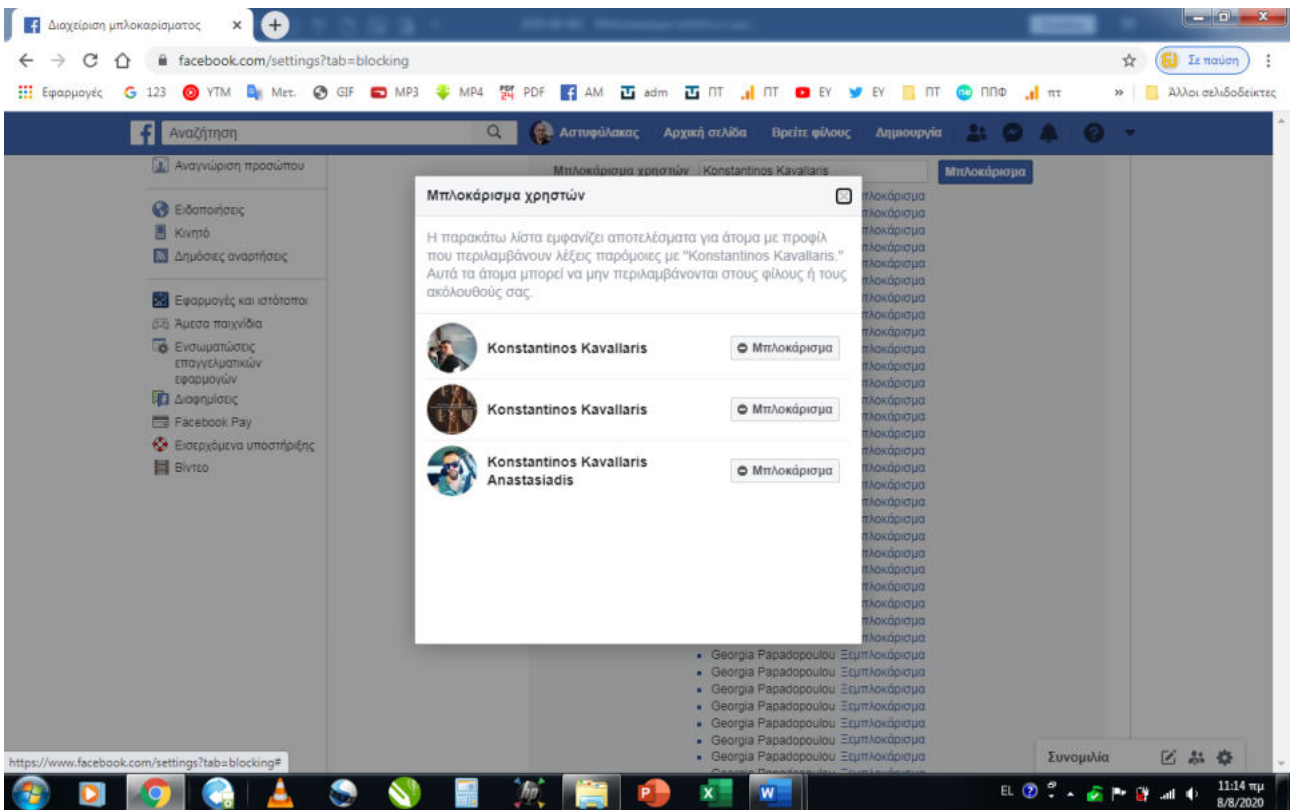 Διαχείριση μπλοκαρίσματος
facebook.com/settings?tab=blocking
Σε παύση
Εφαρμογές 123 YTM Μετ. GIF MP3 MP4 PDF AM adm ΠΤ ΠΤ ΕΥ ΕΥ ΠΤ ΠΠΦ πτ » Άλλοι σελιδοδείκτες
Αναζήτηση
Αστυφύλακας Αρχική σελίδα Βρείτε φίλους Δημιουργία
Αναγνώριση προσώπου
Ειδοποιήσεις
Κινητό
Δημόσιες αναρτήσεις
Εφαρμογές και ιστότοποι
Άμεσα παιχνίδια
Ενσωματώσεις
επαγγελματικών
εφαρμογών
Διαφημίσεις
Facebook Pay
Εισερχόμενα υποστήριξης
Βίντεο
Μπλοκάρισμα χρηστών Konstantinos Kavallaris Μπλοκάρισμα
Μπλοκάρισμα χρηστών
Η παρακάτω λίστα εμφανίζει αποτελέσματα για άτομα με προφίλ
που περιλαμβάνουν λέξεις παρόμοιες με "Konstantinos Kavallaris."
Αυτά τα άτομα μπορεί να μην περιλαμβάνονται στους φίλους ή τους
ακόλουθούς σας.
Konstantinos Kavallaris Μπλοκάρισμα
Konstantinos Kavallaris Μπλοκάρισμα
Konstantinos Kavallaris
Anastasiadis
Μπλοκάρισμα
Georgia Papadopoulou Ξεμπλοκάρισμα
Georgia Papadopoulou Ξεμπλοκάρισμα
Georgia Papadopoulou Ξεμπλοκάρισμα
Georgia Papadopoulou Ξεμπλοκάρισμα
Georgia Papadopoulou Ξεμπλοκάρισμα
Georgia Papadopoulou Ξεμπλοκάρισμα
Georgia Papadopoulou Ξεμπλοκάρισμα
Συνομιλία
https://www.facebook.com/settings?tab=blocking#
EL
11:14 πμ
8/8/2020